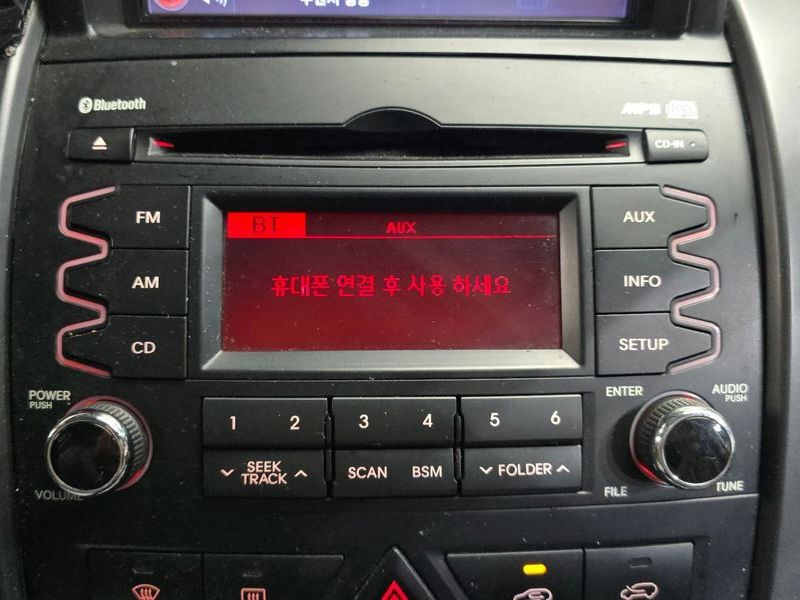 Bluetooth
MP3
CD-IN
FM
AM
CD
BT
AUX
휴대폰 연결 후 사용 하세요
AUX
INFO
SETUP
POWER
PUSH
VOLUME
1 2 3 4 5 6
SEEK
TRACK
SCAN
BSM
FOLDER
ENTER
AUDIO
PUSH
FILE
TUNE